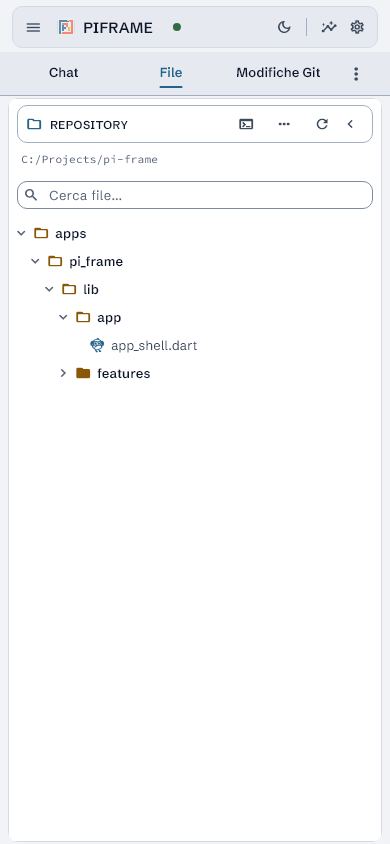 PIFRAME
Chat File Modifiche Git
REPOSITORY
C:/Projects/pi-frame
Cerca file...
apps
pi_frame
lib
app
app_shell.dart
features